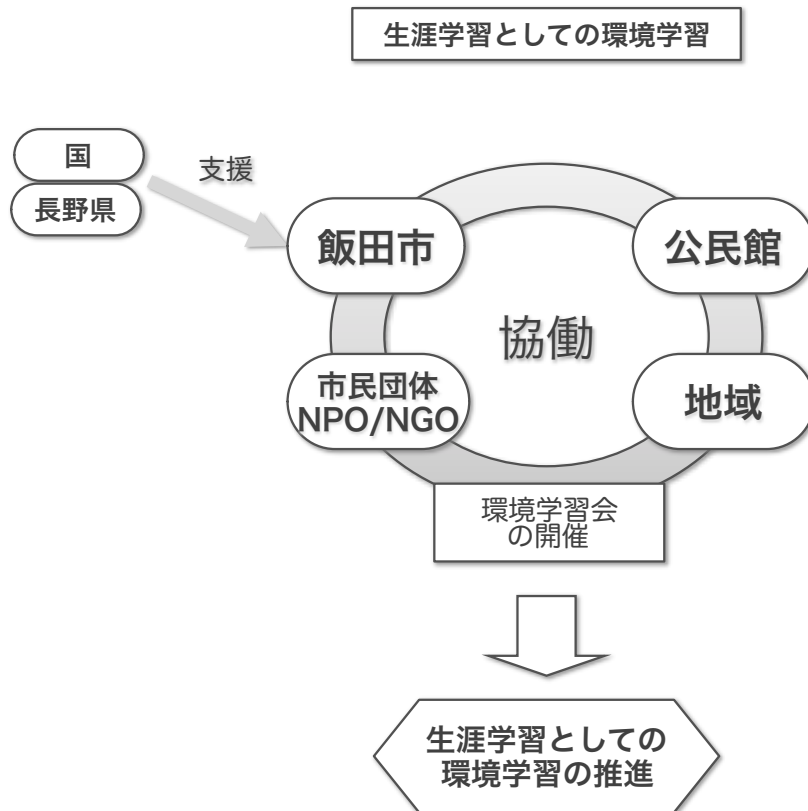 生涯学習としての環境学習
国
長野県
支援
飯田市
公民館
協働
市民団体
NPO/NGO
地域
環境学習会
の開催
生涯学習としての
環境学習の推進